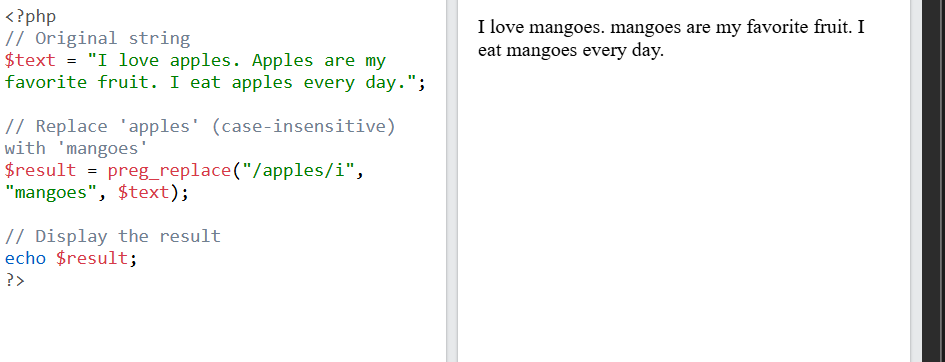 <?php
// Original string
$text = "I love apples. Apples are my
favorite fruit. I eat apples every day.";
// Replace 'apples' (case-insensitive)
with 'mangoes'
$result = preg_replace("/apples/i",
"mangoes", $text);
// Display the result
echo $result;
?>
I love mangoes. mangoes are my favorite fruit. I
eat mangoes every day.